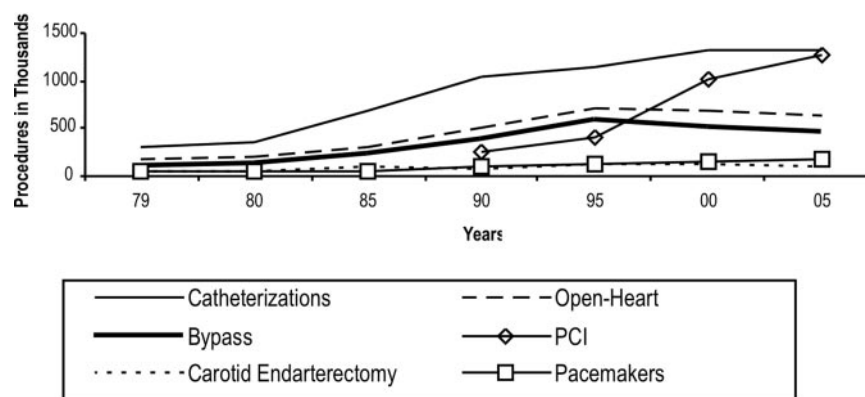 Procedures in Thousands
1500
1000
500
0
79 80 85 90 95 00 05
Years
Catheterizations Open-Heart
Bypass PCI
Carotid Endarterectomy Pacemakers